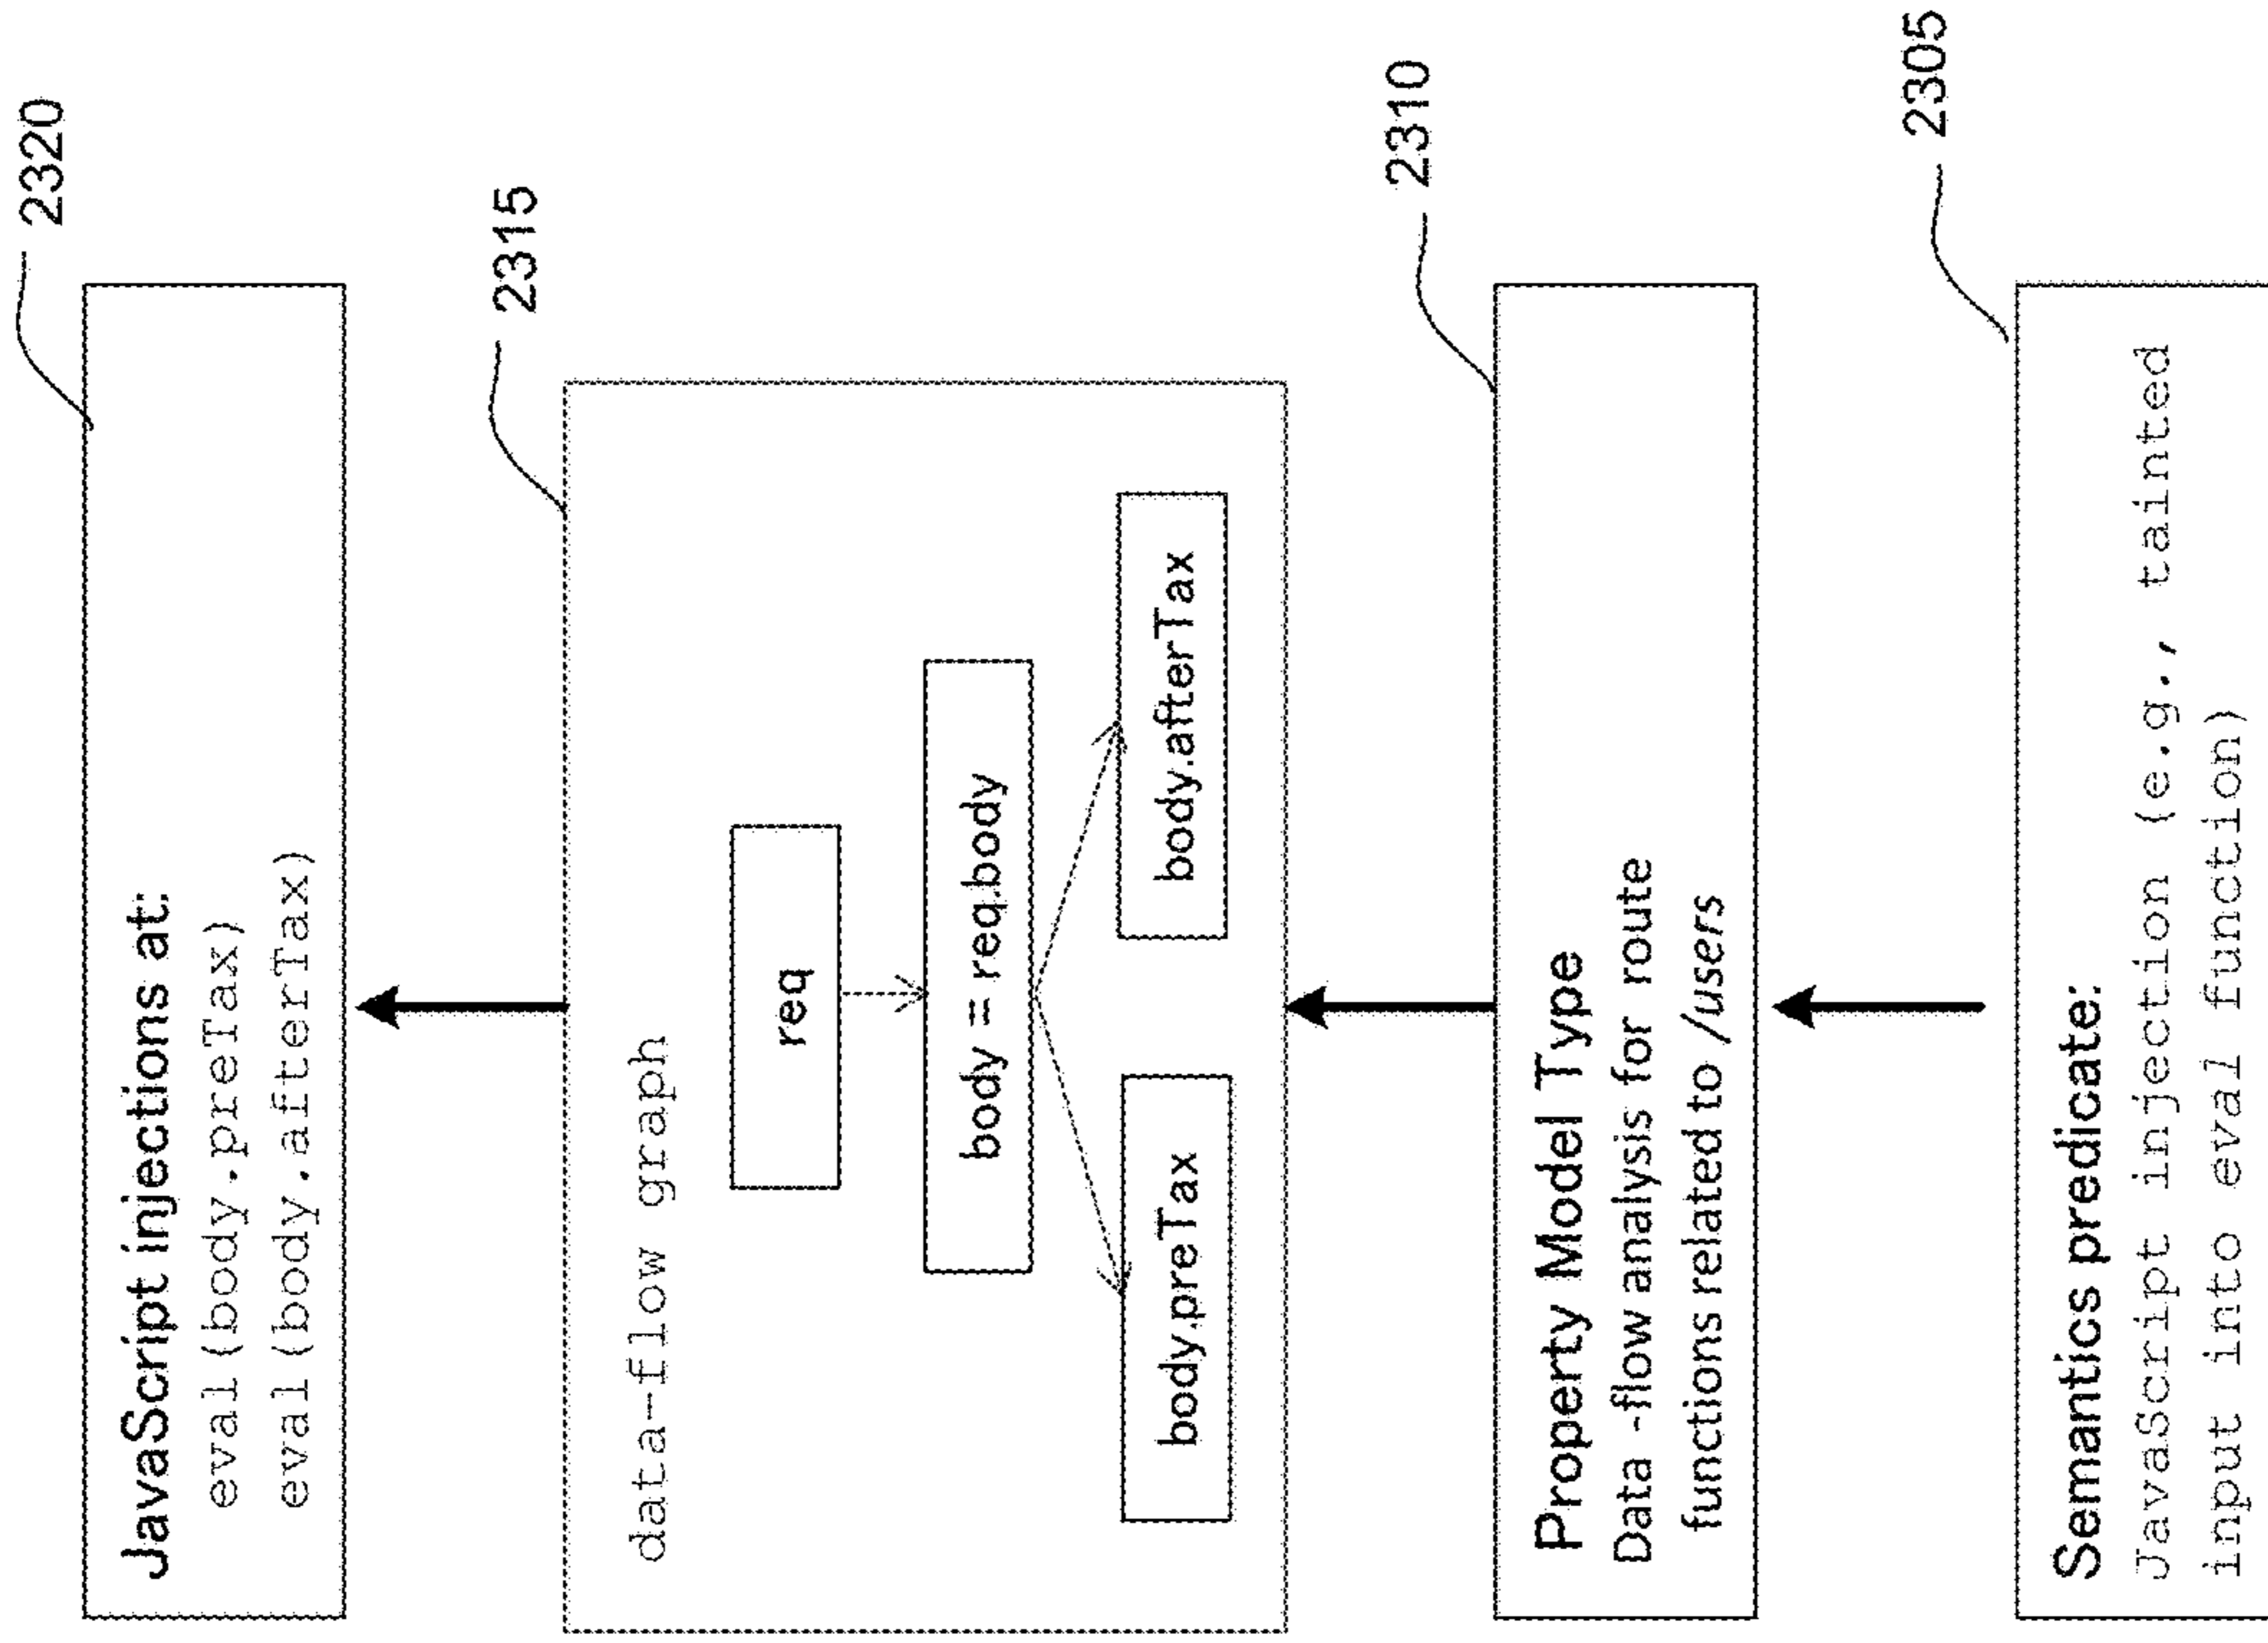 2320
JavaScript injections at:
eval(body.preTax)
eval(body.afterTax)
2315
data-flow graph
req
body = req.body
body.preTax
body.afterTax
2310
Property Model Type
Data -flow analysis for route
functions related to /users
2305
Semantics predicate:
JavaScript injection (e.g., tainted
input into eval function)